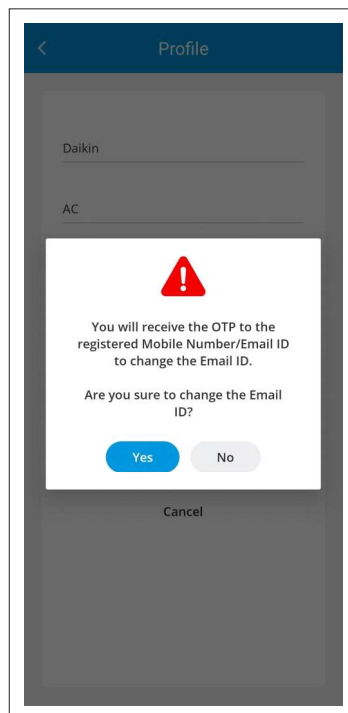 Profile
Daikin
AC
You will receive the OTP to the
registered Mobile Number/Email ID
to change the Email ID.
Are you sure to change the Email
ID?
Yes No
Cancel